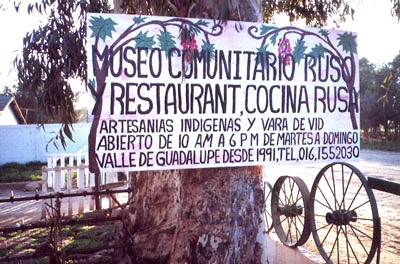 MUSEO COMUNITARIO RUSO
Y RESTAURANT, COCINA RUSA
ARTESANIAS INDIGENAS Y VARA DE VID
ABIERTO DE 10 AM A 6 PM DE MARTES A DOMINGO
VALLE DE GUADALUPE DESDE 1991, TEL, 016, 1552030